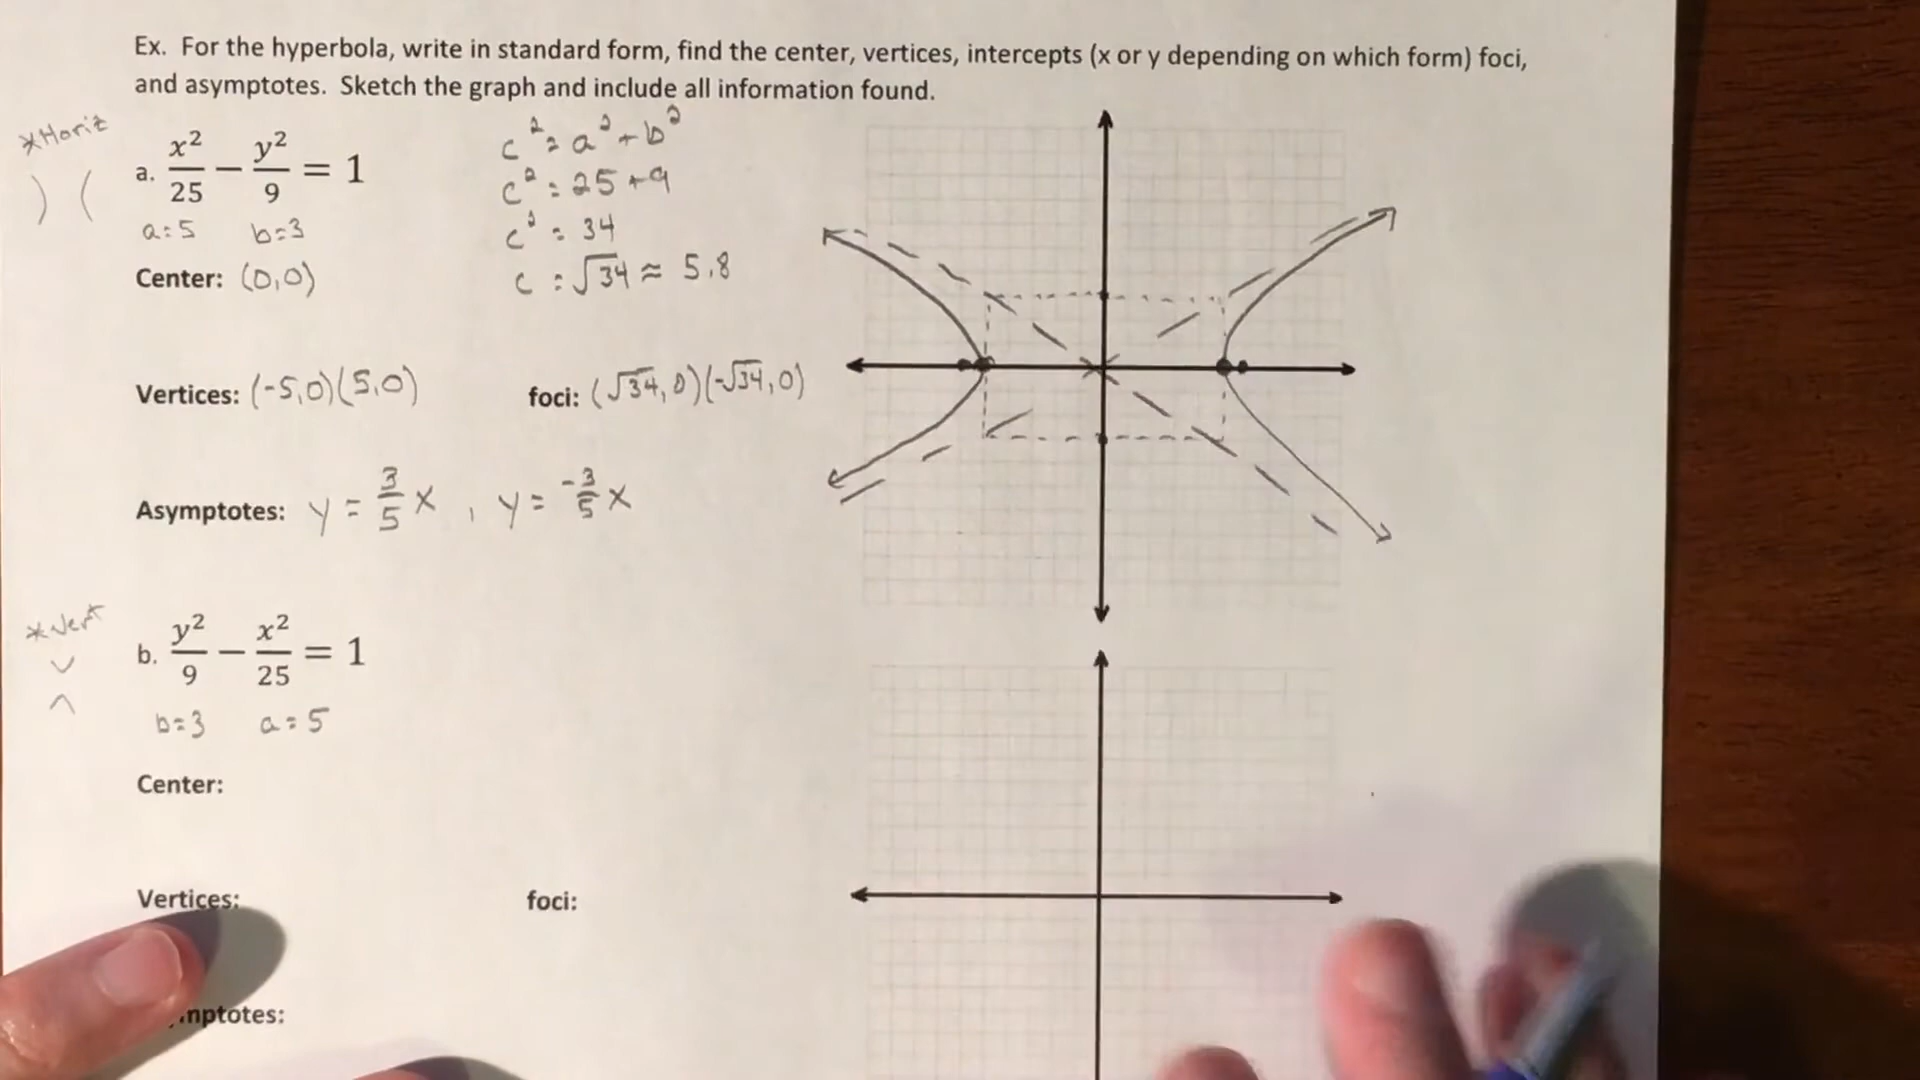 Ex. For the hyperbola, write in standard form, find the center, vertices, intercepts (x or y depending on which form) foci,
and asymptotes. Sketch the graph and include all information found.
*Horiz
) (
a. x²/25 − y²/9 = 1
a=5 b=3
c² = a² + b²
c² = 25 + 9
c² = 34
c = √34 ≈ 5.8
Center: (0,0)
Vertices: (-5,0)(5,0)
foci: (√34, 0)(-√34, 0)
Asymptotes: y = 3/5 x , y = -3/5 x
*Vert
b. y²/9 − x²/25 = 1
b=3 a=5
Center:
Vertices:
foci:
mptotes: